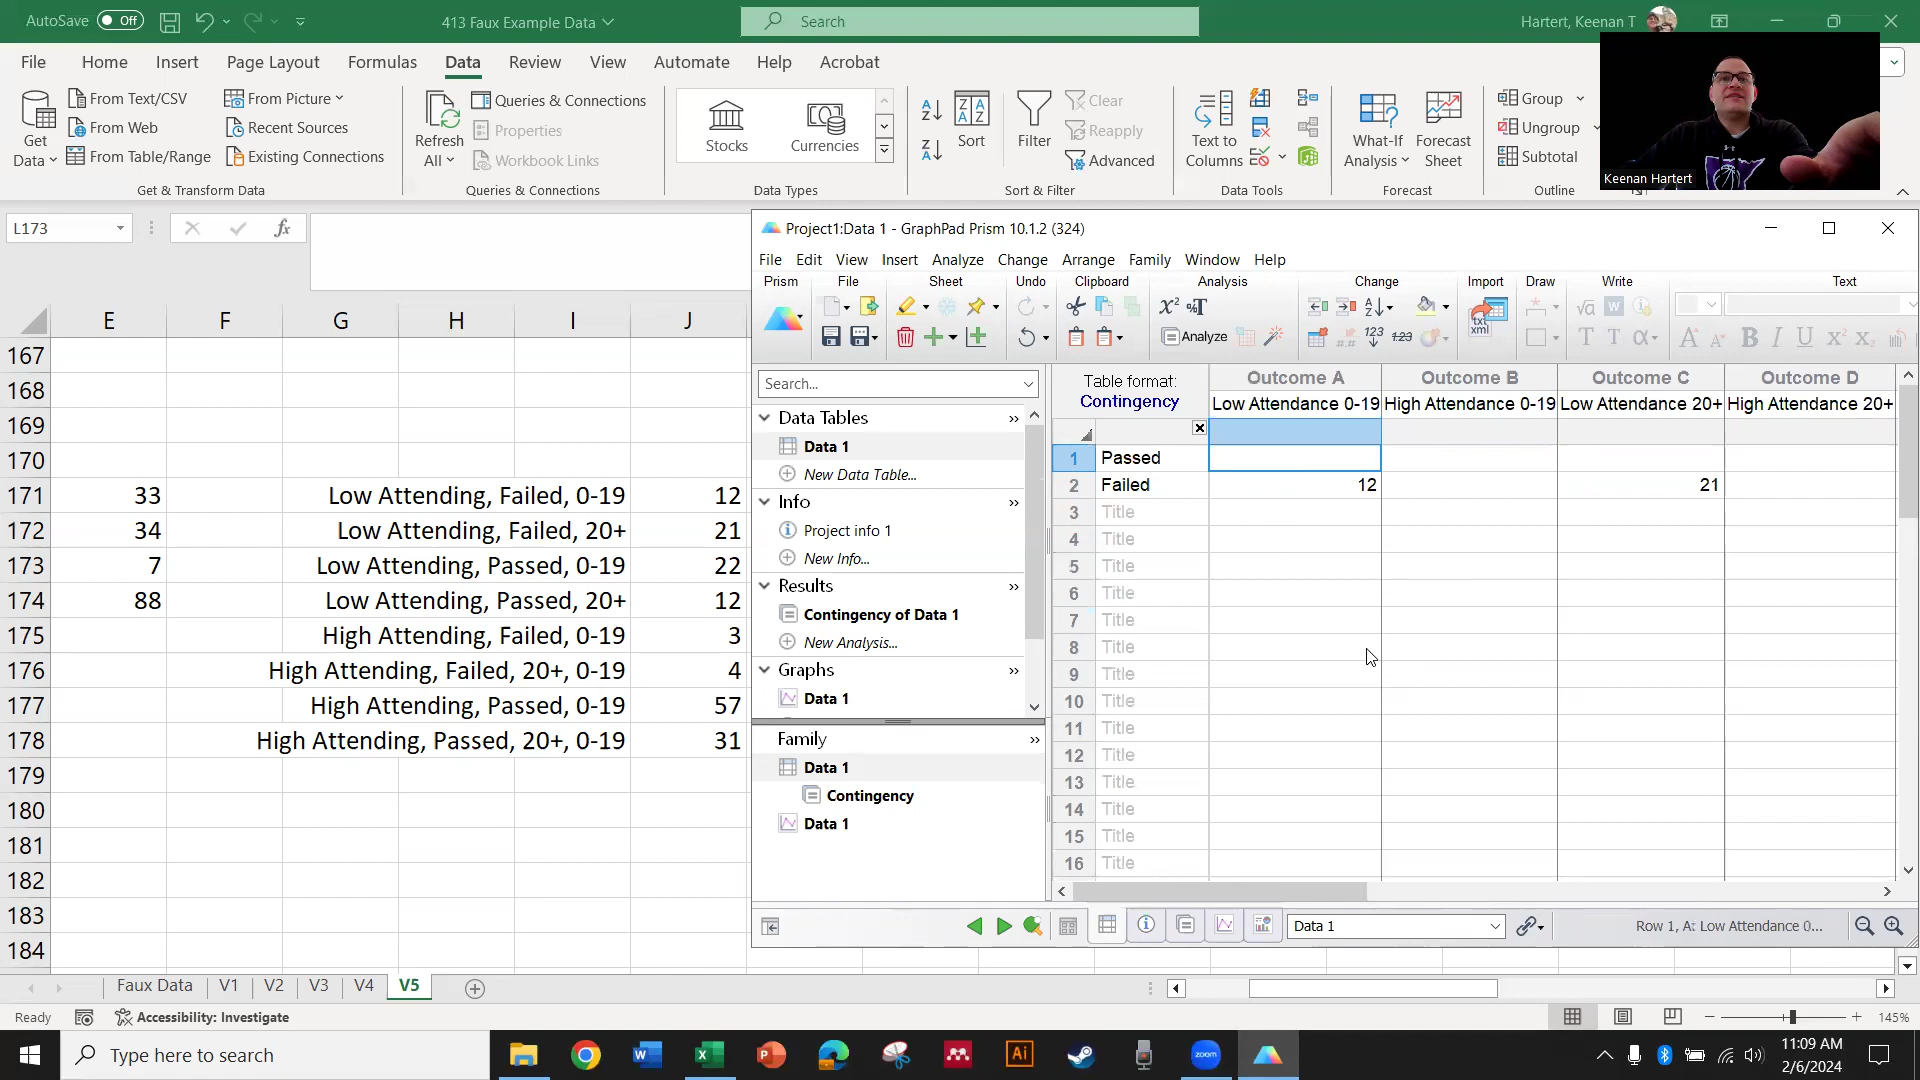 AutoSave Off
413 Faux Example Data
Search
Hartert, Keenan T
File Home Insert Page Layout Formulas Data Review View Automate Help Acrobat
Get Data
From Text/CSV
From Web
From Table/Range
From Picture
Recent Sources
Existing Connections
Get & Transform Data
Refresh All
Queries & Connections
Properties
Workbook Links
Queries & Connections
Stocks
Currencies
Data Types
Sort
Filter
Clear
Reapply
Advanced
Sort & Filter
Text to Columns
Data Tools
What-If Analysis
Forecast Sheet
Forecast
Group
Ungroup
Subtotal
Outline
Keenan Hartert
L173
fx
E F G H I J
167
168
169
170
171 33 Low Attending, Failed, 0-19 12
172 34 Low Attending, Failed, 20+ 21
173 7 Low Attending, Passed, 0-19 22
174 88 Low Attending, Passed, 20+ 12
175 High Attending, Failed, 0-19 3
176 High Attending, Failed, 20+, 0-19 4
177 High Attending, Passed, 0-19 57
178 High Attending, Passed, 20+, 0-19 31
179
180
181
182
183
184
Project1:Data 1 - GraphPad Prism 10.1.2 (324)
File Edit View Insert Analyze Change Arrange Family Window Help
Prism File Sheet Undo Clipboard Analysis Change Import Draw Write Text
Analyze
Search...
Data Tables
Data 1
New Data Table...
Info
Project info 1
New Info...
Results
Contingency of Data 1
New Analysis...
Graphs
Data 1
Family
Data 1
Contingency
Data 1
Table format: Outcome A Outcome B Outcome C Outcome D
Contingency Low Attendance 0-19 High Attendance 0-19 Low Attendance 20+ High Attendance 20+
1 Passed
2 Failed 12 21
3 Title
4 Title
5 Title
6 Title
7 Title
8 Title
9 Title
10 Title
11 Title
12 Title
13 Title
14 Title
15 Title
16 Title
Data 1
Row 1, A: Low Attendance 0...
Faux Data V1 V2 V3 V4 V5
Ready
Accessibility: Investigate
145%
Type here to search
zoom
11:09 AM
2/6/2024